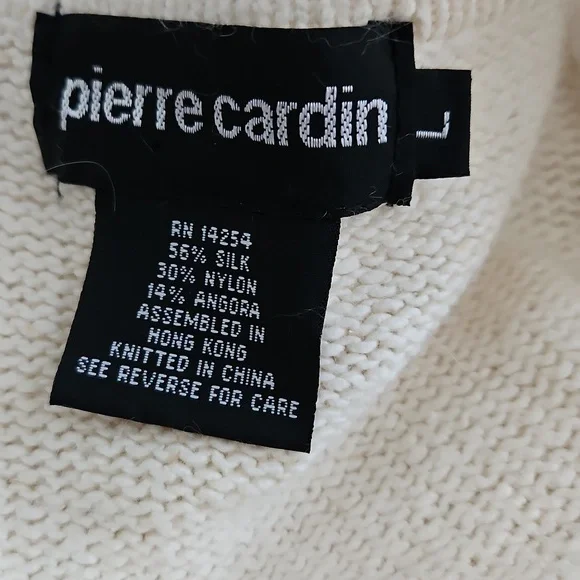 pierre cardin
L
RN 14254
56% SILK
30% NYLON
14% ANGORA
ASSEMBLED IN
HONG KONG
KNITTED IN CHINA
SEE REVERSE FOR CARE